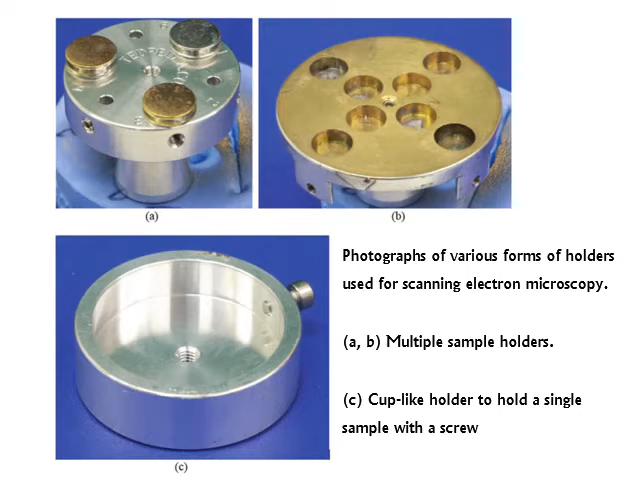 (a)
(b)
Photographs of various forms of holders
used for scanning electron microscopy.
(a, b) Multiple sample holders.
(c) Cup-like holder to hold a single
sample with a screw
(c)